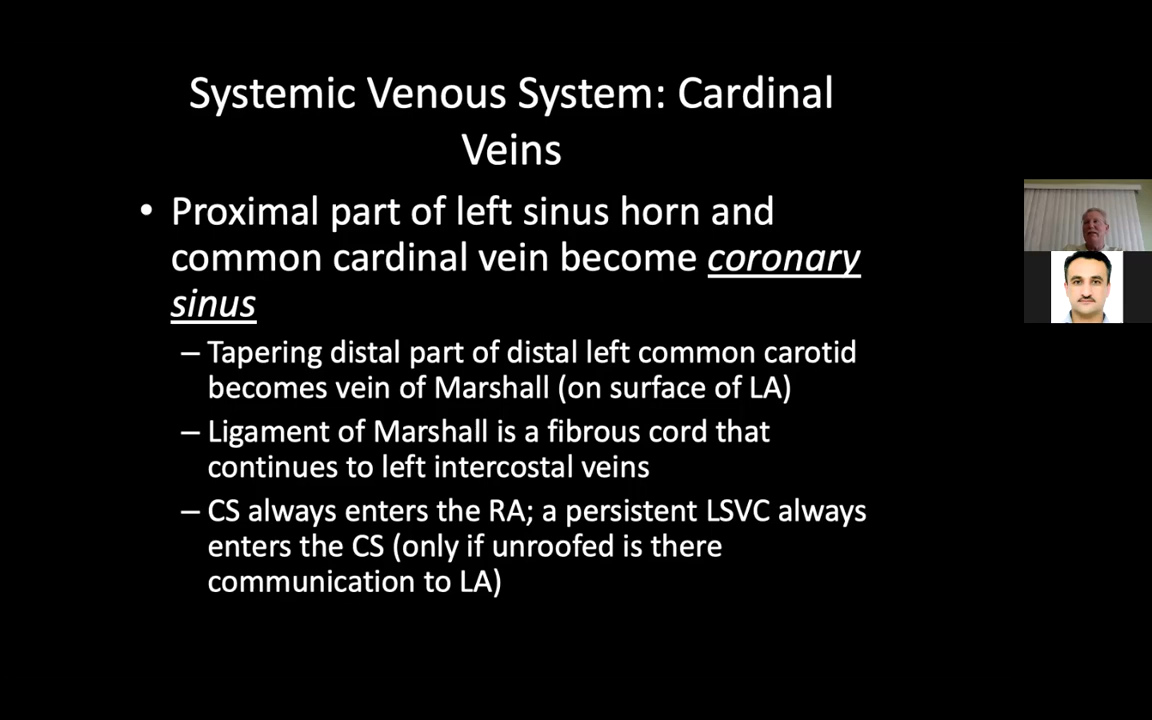 Systemic Venous System: Cardinal
Veins
• Proximal part of left sinus horn and
common cardinal vein become coronary
sinus
– Tapering distal part of distal left common carotid
becomes vein of Marshall (on surface of LA)
– Ligament of Marshall is a fibrous cord that
continues to left intercostal veins
– CS always enters the RA; a persistent LSVC always
enters the CS (only if unroofed is there
communication to LA)